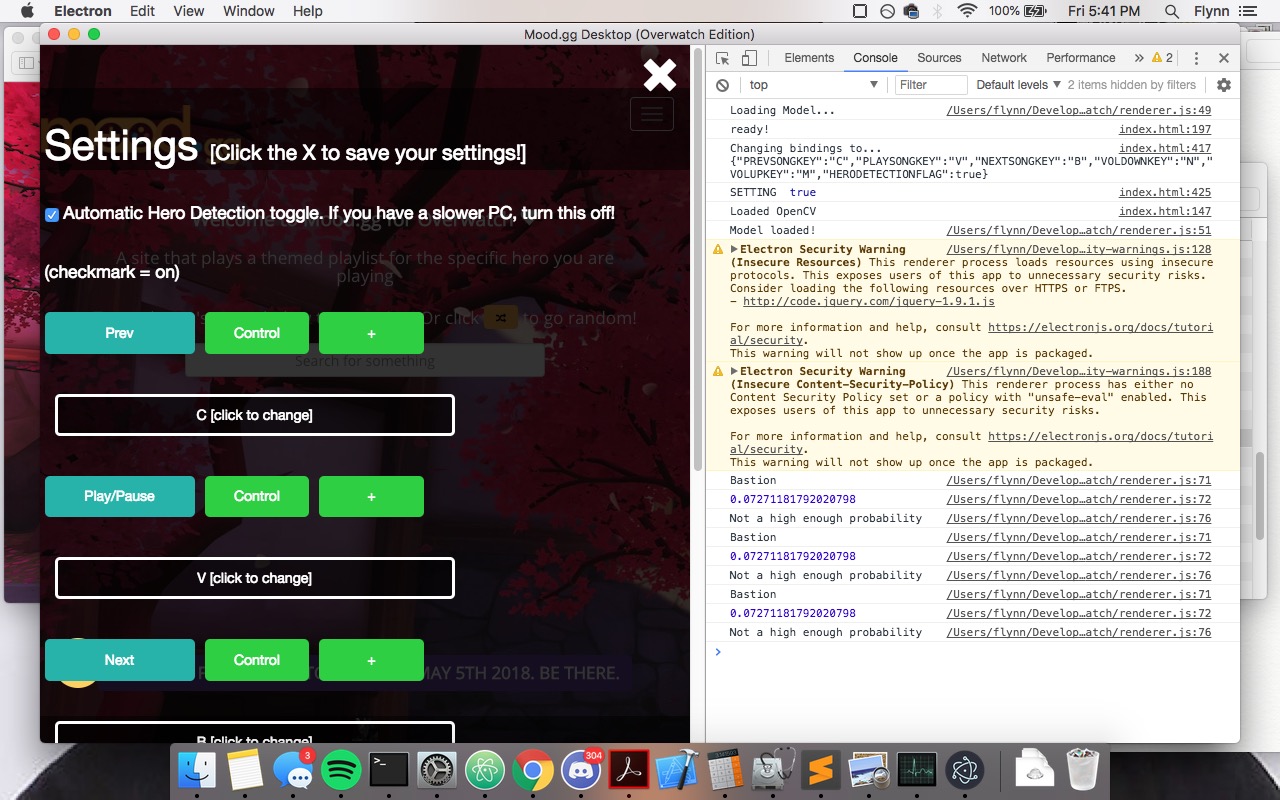 Electron Edit View Window Help 100% Fri 5:41 PM Flynn
Mood.gg Desktop (Overwatch Edition)
mood.gg
Settings [Click the X to save your settings!]
Automatic Hero Detection toggle. If you have a slower PC, turn this off!
Welcome to Mood.gg for Overwatch
A site that plays a themed playlist for the specific hero you are
playing
(checkmark = on)
Or click to go random!
Prev Control +
Search for something
C [click to change]
Play/Pause Control +
V [click to change]
Next Control +
MAY 5TH 2018. BE THERE.
B [click to change]
Elements Console Sources Network Performance » 2
top Filter Default levels 2 items hidden by filters
Loading Model... /Users/flynn/Develop…atch/renderer.js:49
ready! index.html:197
Changing bindings to... index.html:417
{"PREVSONGKEY":"C","PLAYSONGKEY":"V","NEXTSONGKEY":"B","VOLDOWNKEY":"N","
VOLUPKEY":"M","HERODETECTIONFLAG":true}
SETTING true index.html:425
Loaded OpenCV index.html:147
Model loaded! /Users/flynn/Develop…atch/renderer.js:51
Electron Security Warning /Users/flynn/Develop…ity-warnings.js:128
(Insecure Resources) This renderer process loads resources using insecure
protocols. This exposes users of this app to unnecessary security risks.
Consider loading the following resources over HTTPS or FTPS.
- http://code.jquery.com/jquery-1.9.1.js
For more information and help, consult https://electronjs.org/docs/tutori
al/security.
This warning will not show up once the app is packaged.
Electron Security Warning /Users/flynn/Develop…ity-warnings.js:188
(Insecure Content-Security-Policy) This renderer process has either no
Content Security Policy set or a policy with "unsafe-eval" enabled. This
exposes users of this app to unnecessary security risks.
For more information and help, consult https://electronjs.org/docs/tutori
al/security.
This warning will not show up once the app is packaged.
Bastion /Users/flynn/Develop…atch/renderer.js:71
0.07271181792020798 /Users/flynn/Develop…atch/renderer.js:72
Not a high enough probability /Users/flynn/Develop…atch/renderer.js:76
Bastion /Users/flynn/Develop…atch/renderer.js:71
0.07271181792020798 /Users/flynn/Develop…atch/renderer.js:72
Not a high enough probability /Users/flynn/Develop…atch/renderer.js:76
Bastion /Users/flynn/Develop…atch/renderer.js:71
0.07271181792020798 /Users/flynn/Develop…atch/renderer.js:72
Not a high enough probability /Users/flynn/Develop…atch/renderer.js:76
3 304